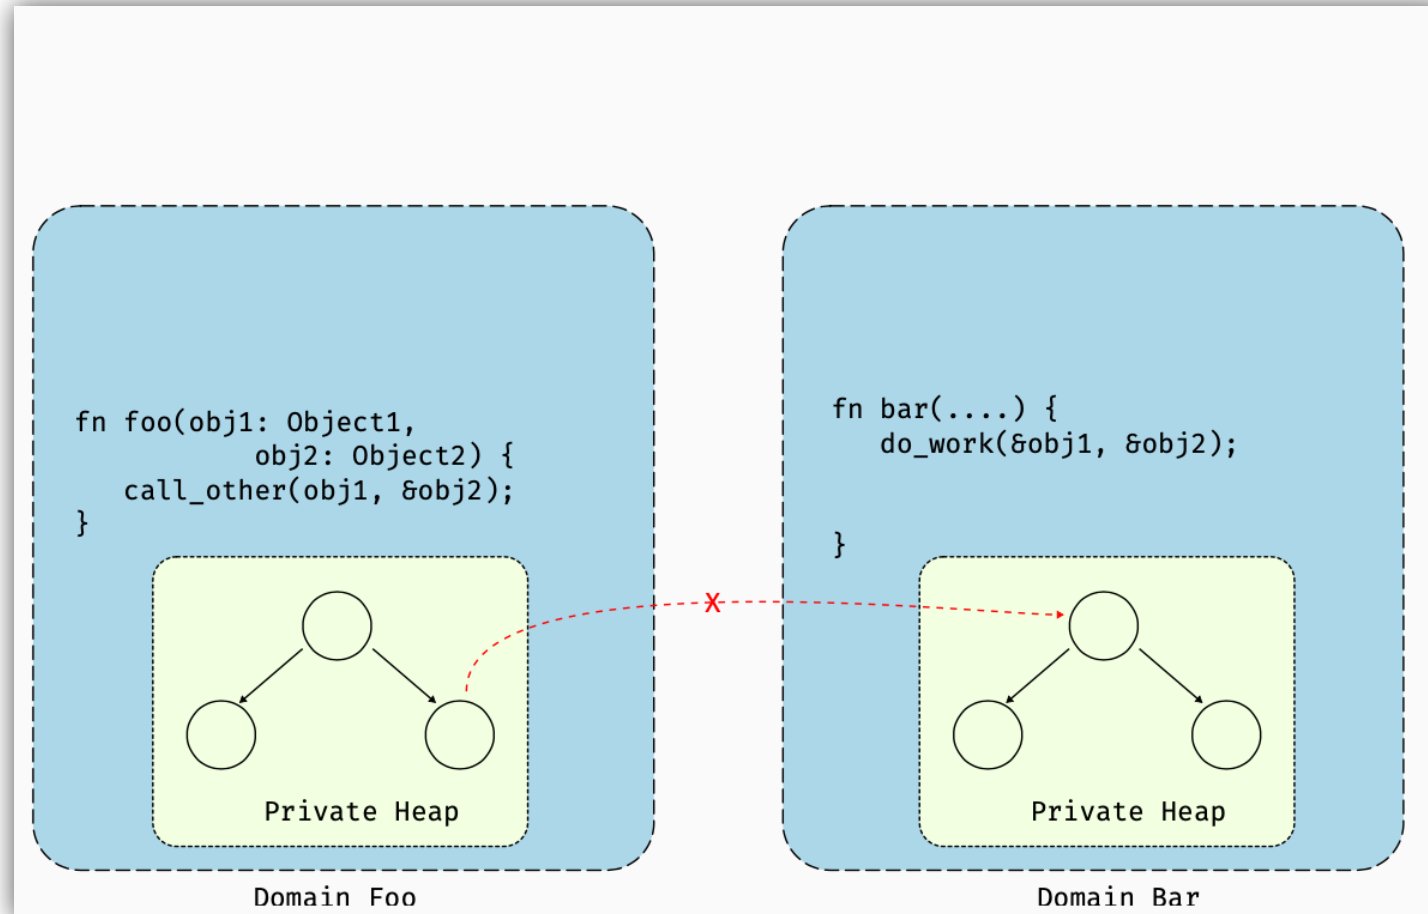 fn foo(obj1: Object1,
obj2: Object2) {
call_other(obj1, &obj2);
}
Private Heap
Domain Foo
X
fn bar(....) {
do_work(&obj1, &obj2);
}
Private Heap
Domain Bar